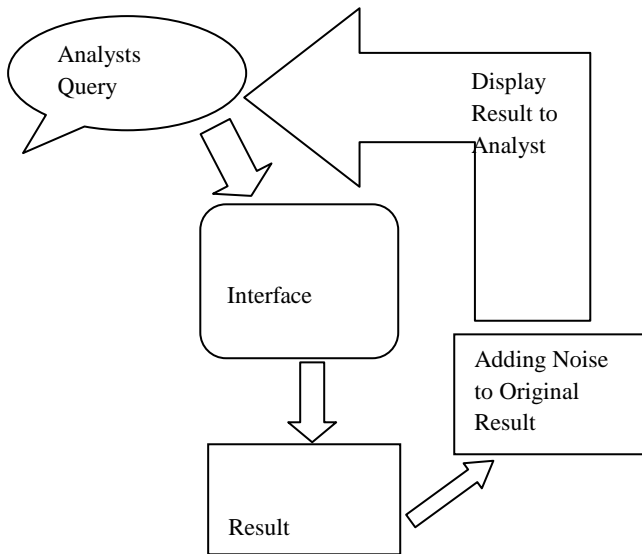 Analysts
Query
Display
Result to
Analyst
Interface
Adding Noise
to Original
Result
Result